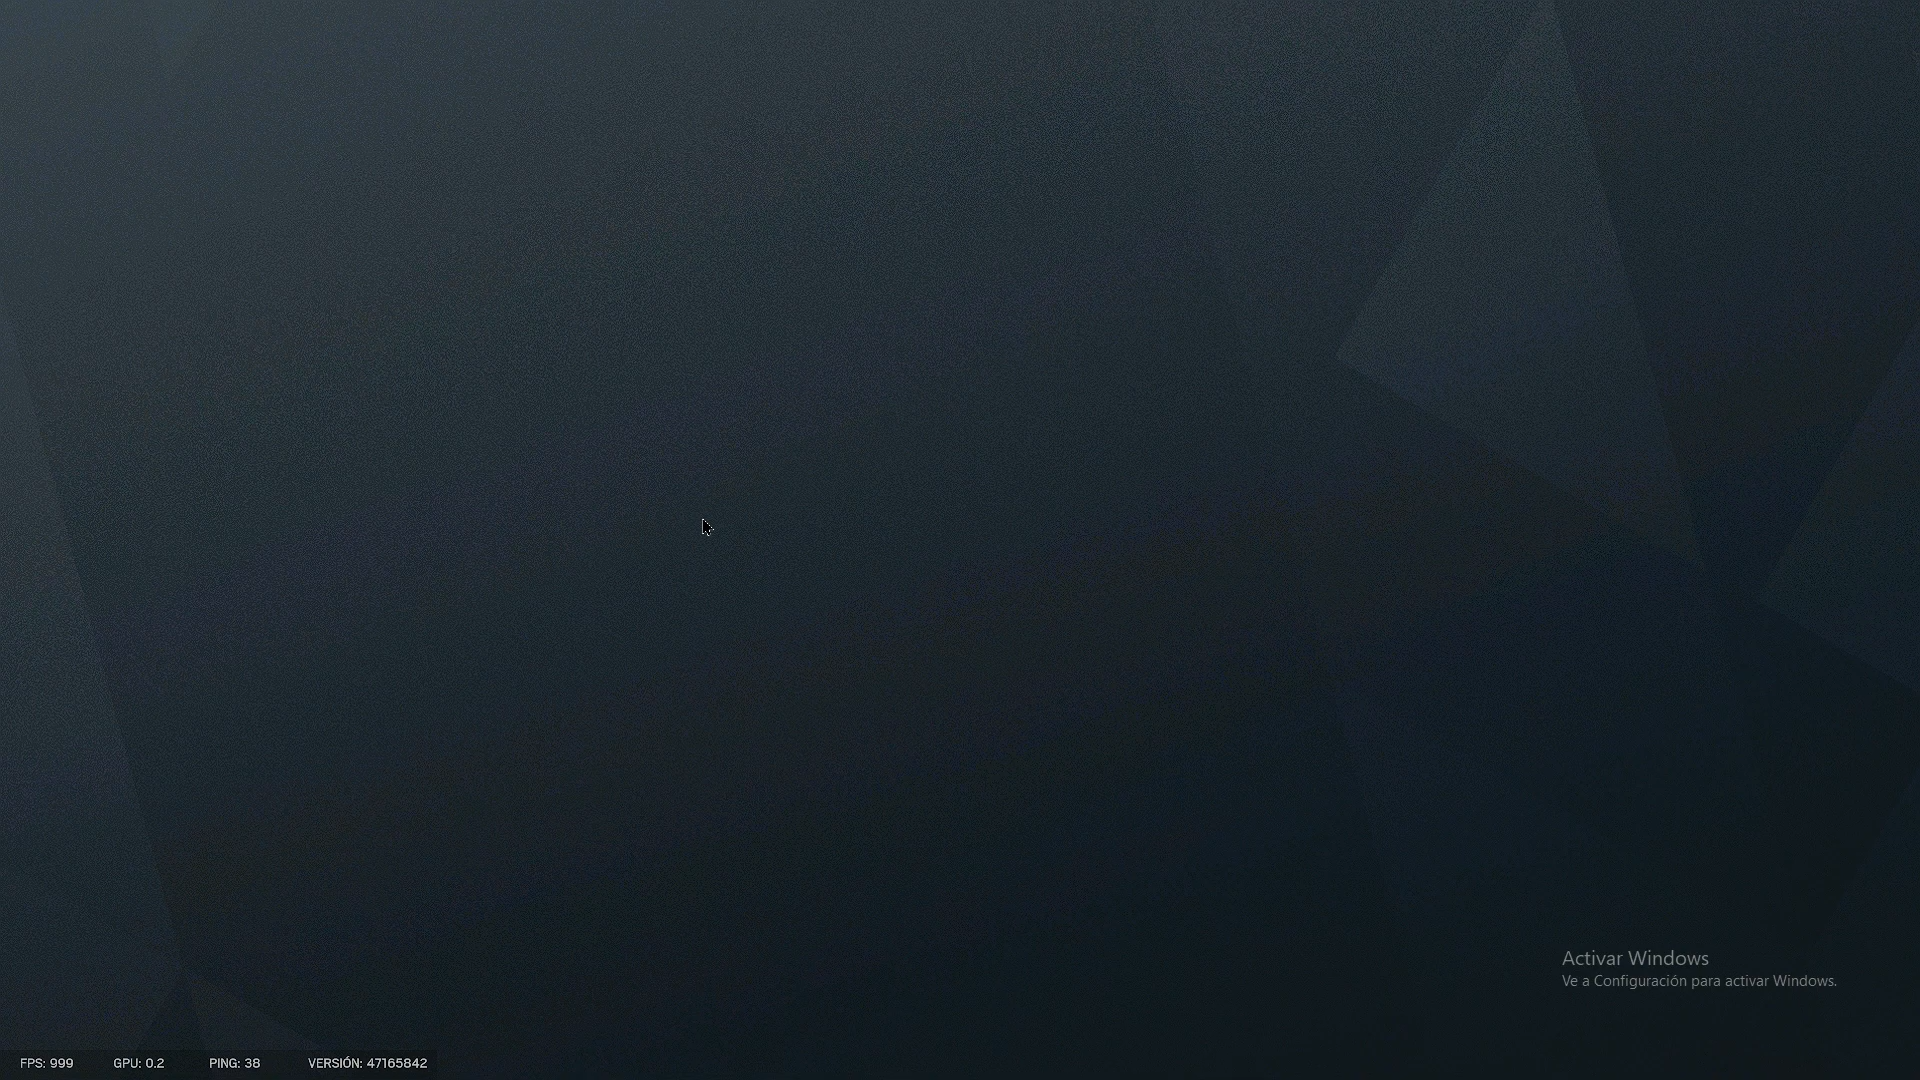 Activar Windows
Ve a Configuración para activar Windows.
FPS: 999 GPU: 0.2 PING: 38 VERSIÓN: 47165842